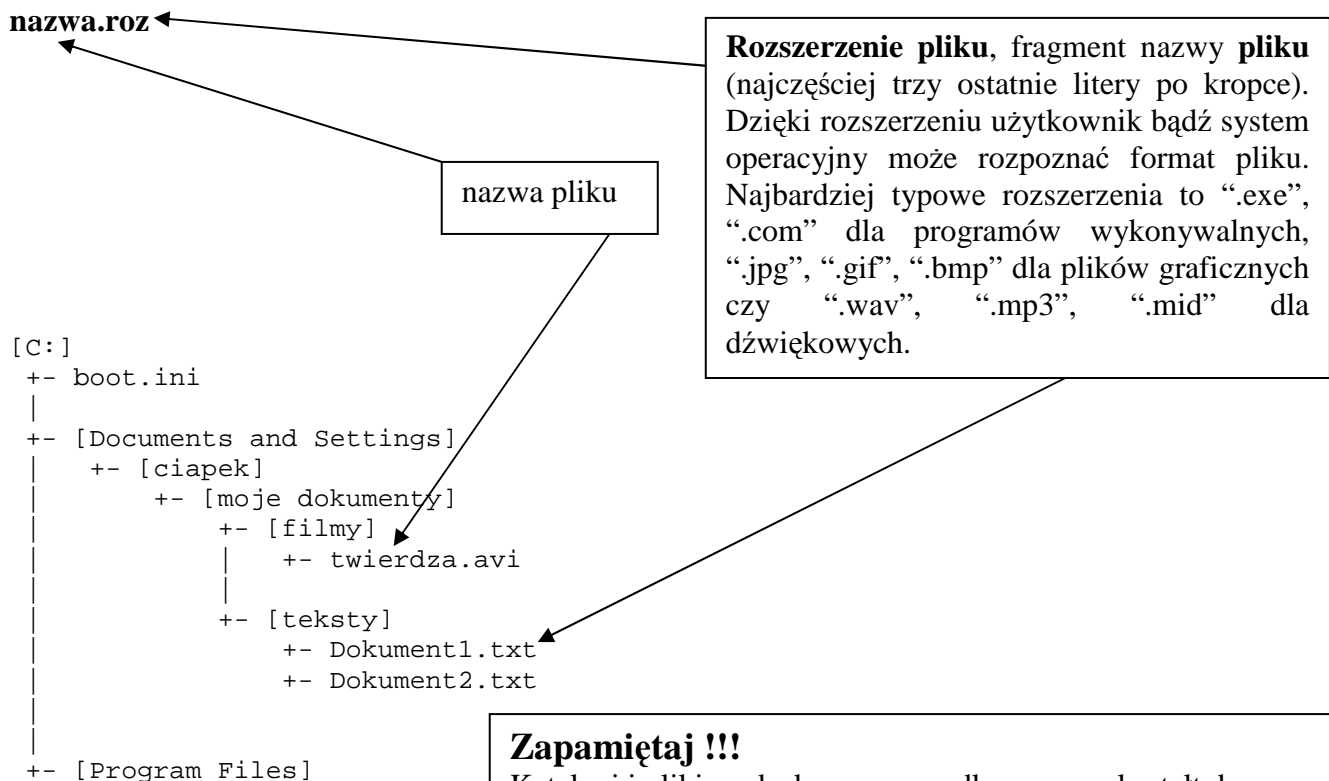 nazwa.roz
Rozszerzenie pliku, fragment nazwy pliku
(najczęściej trzy ostatnie litery po kropce).
Dzięki rozszerzeniu użytkownik bądź system
operacyjny może rozpoznać format pliku.
Najbardziej typowe rozszerzenia to “.exe”,
“.com” dla programów wykonywalnych,
“.jpg”, “.gif”, “.bmp” dla plików graficznych
czy “.wav”, “.mp3”, “.mid” dla
dźwiękowych.
nazwa pliku
[C:]
+- boot.ini
|
+- [Documents and Settings]
|   +- [ciapek]
|       +- [moje dokumenty]
|           +- [filmy]
|           |   +- twierdza.avi
|           |
|           +- [teksty]
|               +- Dokument1.txt
|               +- Dokument2.txt
|
|
+- [Program Files]
Zapamiętaj !!!